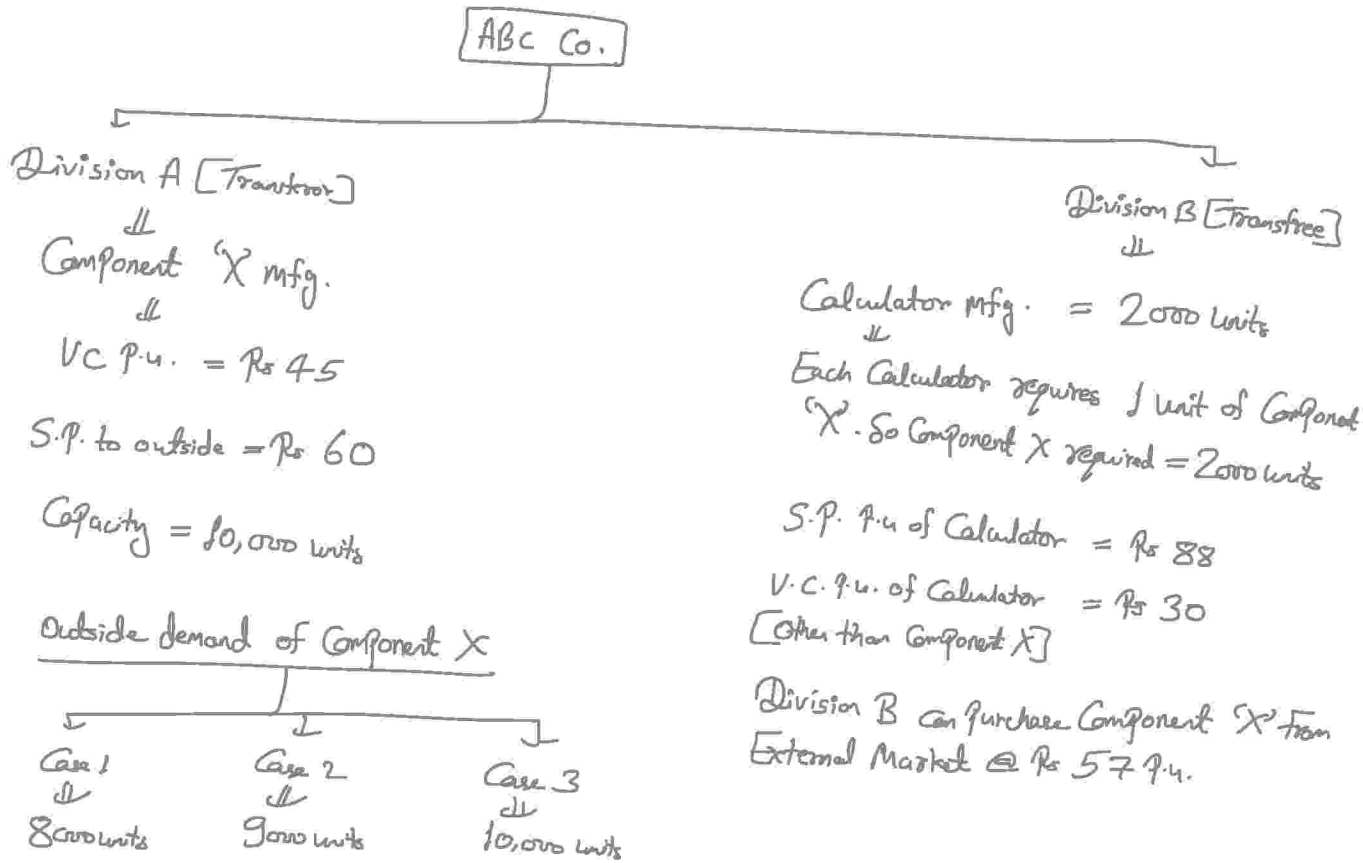 ABC Co.
Division A [Transferor]
Component 'X' mfg.
VC P.u. = Rs 45
S.P. to outside = Rs 60
Capacity = 10,000 units
Outside demand of Component X
Case 1
8000 units
Case 2
9000 units
Case 3
10,000 units
Division B [Transfree]
Calculator mfg. = 2000 units
Each Calculator requires 1 unit of Componet
'X'. So Component X required = 2000 units
S.P. P.u of Calculator = Rs 88
V.C. P.u. of Calculator = Rs 30
[Other than Component X]
Division B can Purchase Component 'X' From
External Market @ Rs 57 P.u.